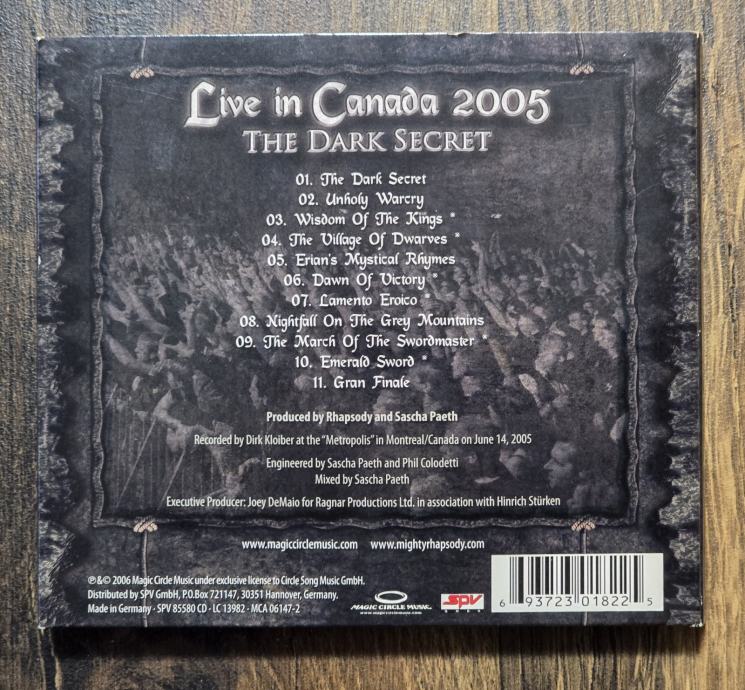 Live in Canada 2005
THE DARK SECRET
01. The Dark Secret
02. Unholy Warcry
03. Wisdom Of The Kings *
04. The Village Of Dwarves *
05. Erian's Mystical Rhymes
06. Dawn Of Victory *
07. Lamento Eroico *
08. Nightfall On The Grey Mountains
09. The March Of The Swordmaster *
10. Emerald Sword *
11. Gran Finale
Produced by Rhapsody and Sascha Paeth
Recorded by Dirk Kloiber at the "Metropolis" in Montreal/Canada on June 14, 2005
Engineered by Sascha Paeth and Phil Colodetti
Mixed by Sascha Paeth
Executive Producer: Joey DeMaio for Ragnar Productions Ltd. in association with Hinrich Stürken
www.magiccirclemusic.com www.mightyrhapsody.com
℗&© 2006 Magic Circle Music under exclusive license to Circle Song Music GmbH.
Distributed by SPV GmbH, P.O.Box 721147, 30351 Hannover, Germany.
Made in Germany · SPV 85580 CD · LC 13982 · MCA 06147-2
MAGIC CIRCLE MUSIC
www.magiccirclemusic.com
SPV
6 93723 01822 5